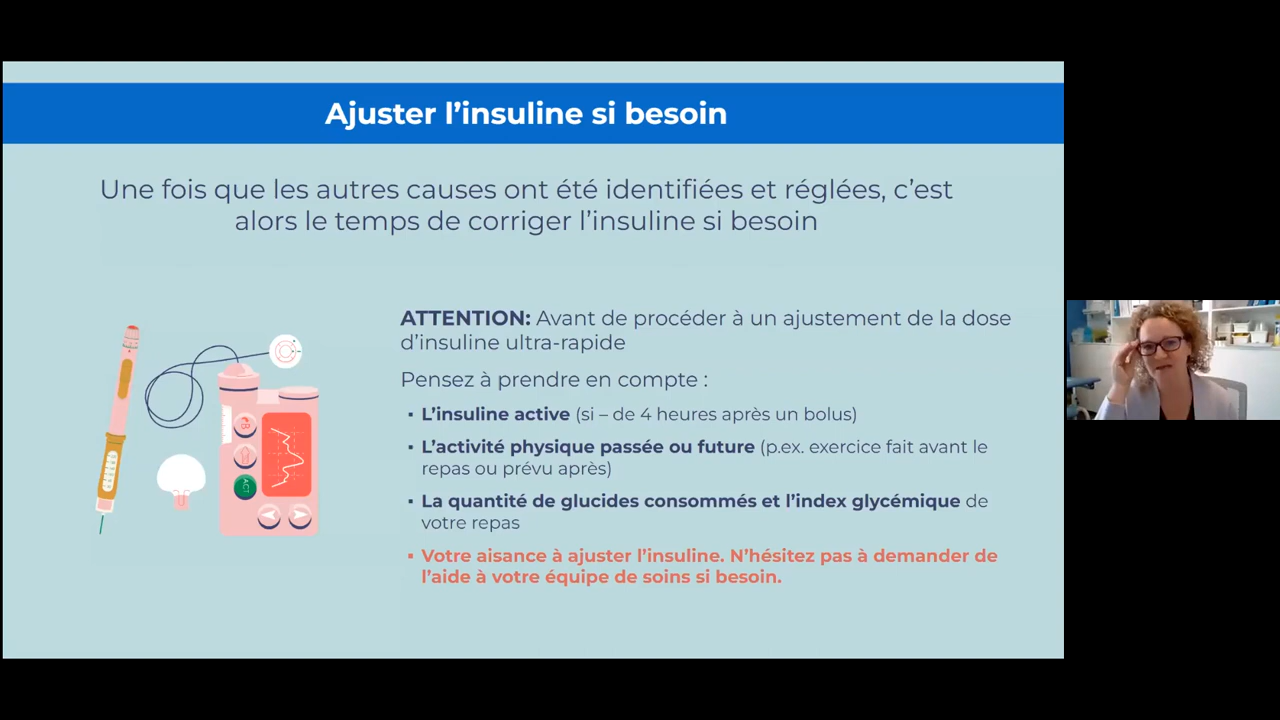 Ajuster l’insuline si besoin
Une fois que les autres causes ont été identifiées et réglées, c’est
alors le temps de corriger l’insuline si besoin
ATTENTION: Avant de procéder à un ajustement de la dose
d’insuline ultra-rapide
Pensez à prendre en compte :
▪ L’insuline active (si – de 4 heures après un bolus)
▪ L’activité physique passée ou future (p.ex. exercice fait avant le
repas ou prévu après)
▪ La quantité de glucides consommés et l’index glycémique de
votre repas
▪ Votre aisance à ajuster l’insuline. N’hésitez pas à demander de
l’aide à votre équipe de soins si besoin.
B
ACT